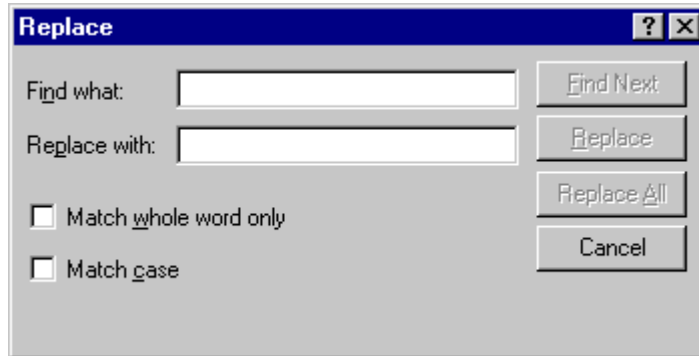 Replace
Find what:
Find Next
Replace with:
Replace
Replace All
Match whole word only
Cancel
Match case